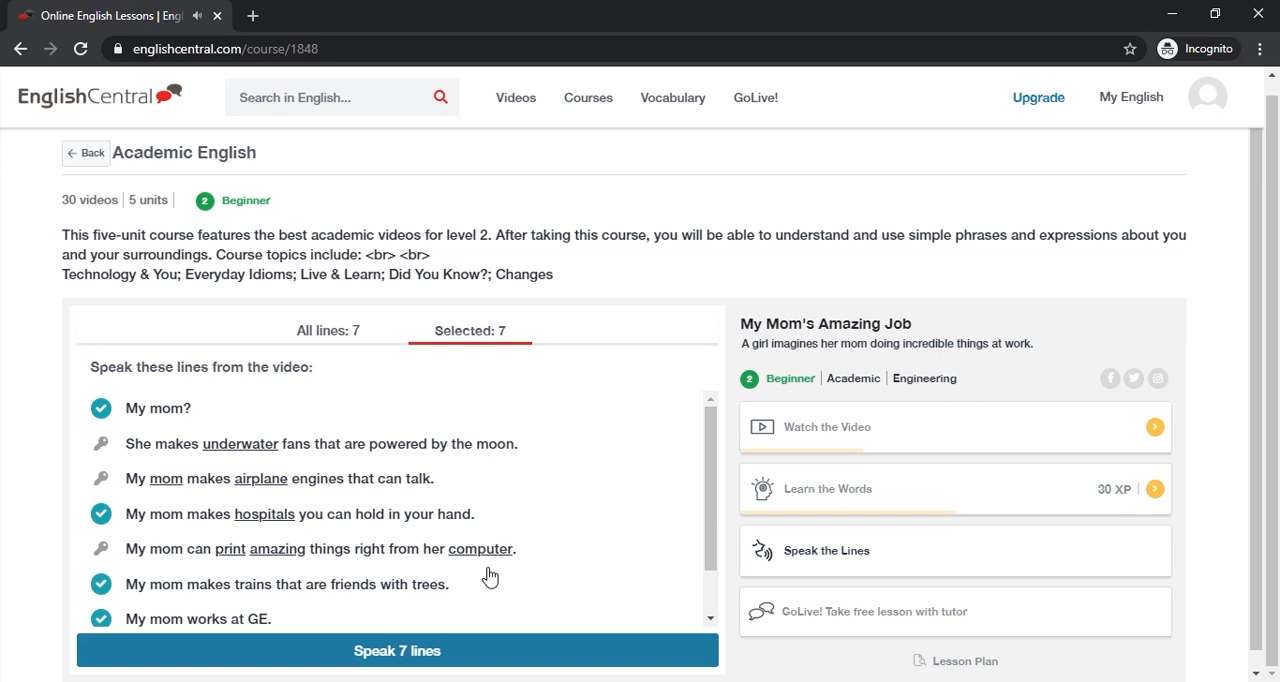 Online English Lessons | Engl
englishcentral.com/course/1848
Incognito
EnglishCentral
Search in English...
Videos
Courses
Vocabulary
GoLive!
Upgrade
My English
← Back
Academic English
30 videos | 5 units | 2 Beginner
This five-unit course features the best academic videos for level 2. After taking this course, you will be able to understand and use simple phrases and expressions about you
and your surroundings. Course topics include: <br> <br>
Technology & You; Everyday Idioms; Live & Learn; Did You Know?; Changes
All lines: 7
Selected: 7
Speak these lines from the video:
My mom?
She makes underwater fans that are powered by the moon.
My mom makes airplane engines that can talk.
My mom makes hospitals you can hold in your hand.
My mom can print amazing things right from her computer.
My mom makes trains that are friends with trees.
My mom works at GE.
Speak 7 lines
My Mom's Amazing Job
A girl imagines her mom doing incredible things at work.
2 Beginner | Academic | Engineering
Watch the Video
Learn the Words
30 XP
Speak the Lines
GoLive! Take free lesson with tutor
Lesson Plan